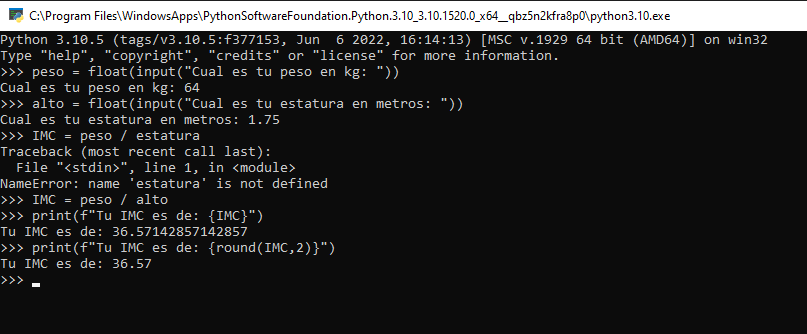 C:\Program Files\WindowsApps\PythonSoftwareFoundation.Python.3.10_3.10.1520.0_x64__qbz5n2kfra8p0\python3.10.exe
Python 3.10.5 (tags/v3.10.5:f377153, Jun  6 2022, 16:14:13) [MSC v.1929 64 bit (AMD64)] on win32
Type "help", "copyright", "credits" or "license" for more information.
>>> peso = float(input("Cual es tu peso en kg: "))
Cual es tu peso en kg: 64
>>> alto = float(input("Cual es tu estatura en metros: "))
Cual es tu estatura en metros: 1.75
>>> IMC = peso / estatura
Traceback (most recent call last):
  File "<stdin>", line 1, in <module>
NameError: name 'estatura' is not defined
>>> IMC = peso / alto
>>> print(f"Tu IMC es de: {IMC}")
Tu IMC es de: 36.57142857142857
>>> print(f"Tu IMC es de: {round(IMC,2)}")
Tu IMC es de: 36.57
>>>